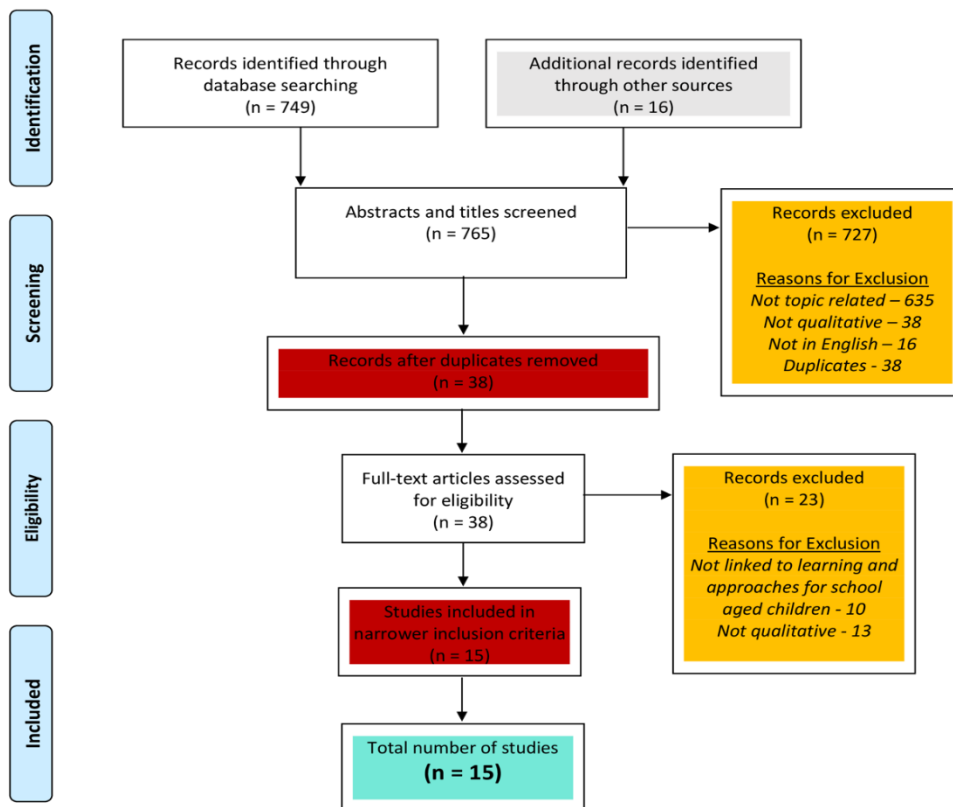 Identification
Records identified through
database searching
(n = 749)
Additional records identified
through other sources
(n = 16)
Screening
Abstracts and titles screened
(n = 765)
Records excluded
(n = 727)
Reasons for Exclusion
Not topic related – 635
Not qualitative – 38
Not in English – 16
Duplicates - 38
Records after duplicates removed
(n = 38)
Eligibility
Full-text articles assessed
for eligibility
(n = 38)
Records excluded
(n = 23)
Reasons for Exclusion
Not linked to learning and
approaches for school
aged children - 10
Not qualitative - 13
Studies included in
narrower inclusion criteria
(n = 15)
Included
Total number of studies
(n = 15)